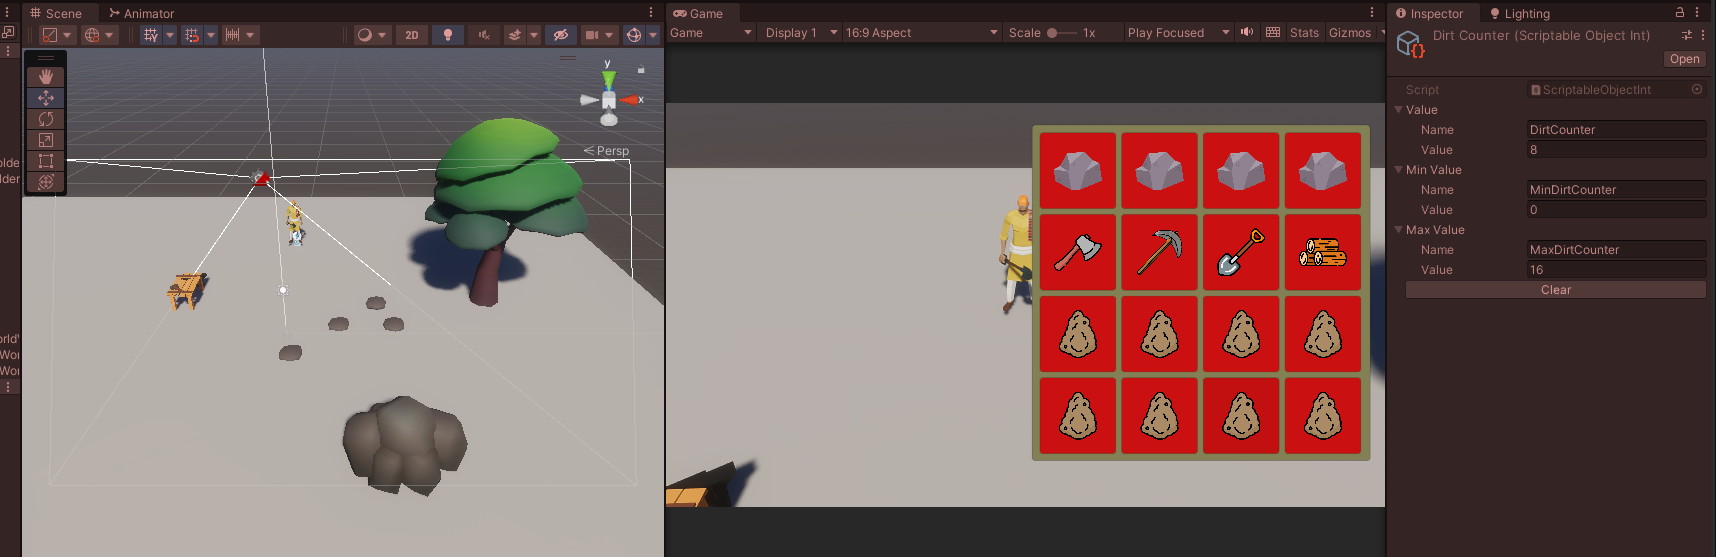 Scene
Animator
2D
Persp
y
x
older
lder
orld'
Wor
Wor
Game
Game
Display 1
16:9 Aspect
Scale
1x
Play Focused
Stats
Gizmos
Inspector
Lighting
Dirt Counter (Scriptable Object Int)
Open
Script
ScriptableObjectInt
Value
Name
DirtCounter
Value
8
Min Value
Name
MinDirtCounter
Value
0
Max Value
Name
MaxDirtCounter
Value
16
Clear